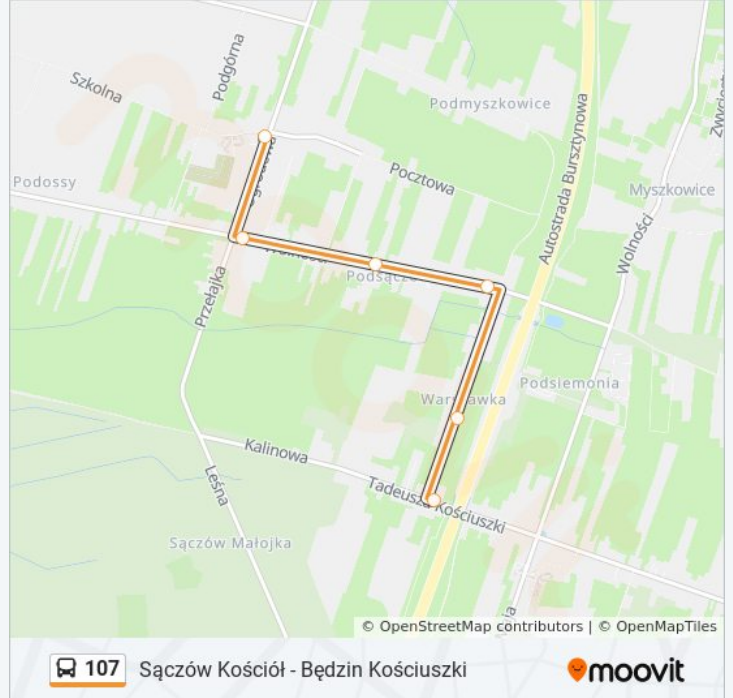 Podgórna
Szkolna
Podmyszkowice
Zwycięst
Autostrada Bursztynowa
Pocztowa
Podossy
Myszkowice
Wolności
Przełajka
Podsiemonia
Kalinowa
Tadeusza Kościuszki
Leśna
Sączów Małojka
© OpenStreetMap contributors | © OpenMapTiles
107 Sączów Kościół - Będzin Kościuszki
moovit